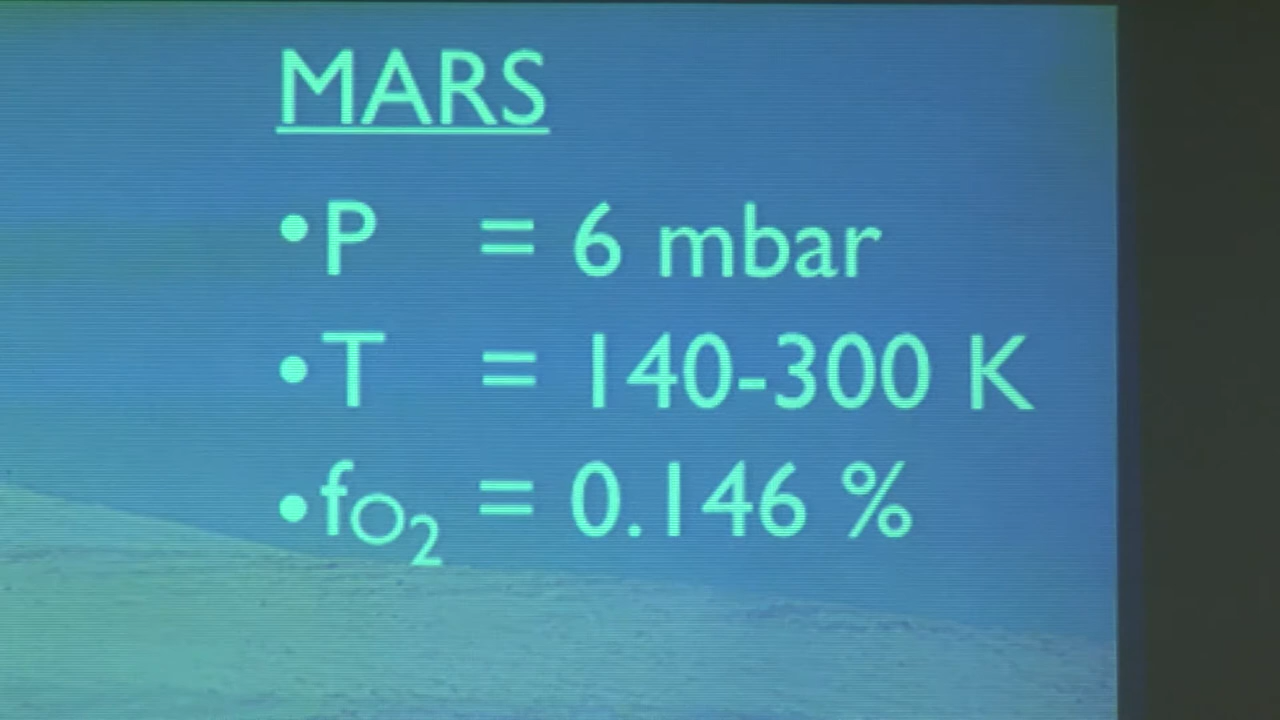 MARS
•P = 6 mbar
•T = 140-300 K
•fO₂ = 0.146 %